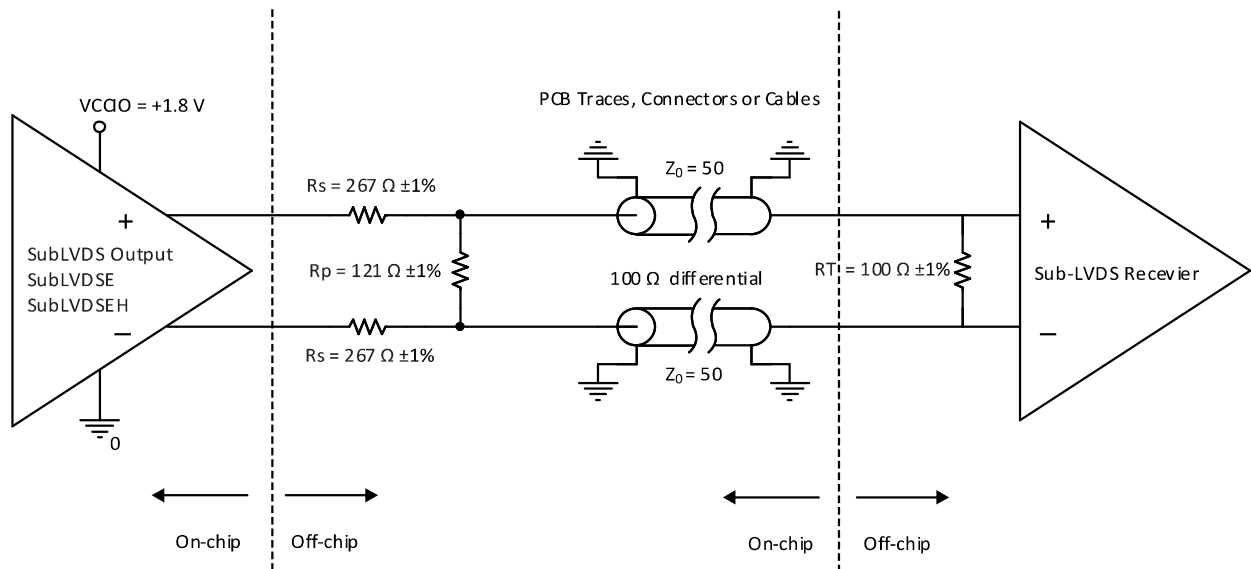 VCCIO = +1.8 V
PCB Traces, Connectors or Cables
Z0 = 50
Rs = 267 Ω ±1%
+
+
SubLVDS Output
SubLVDSE
SubLVDSEH
Rp = 121 Ω ±1%
100 Ω differential
RT = 100 Ω ±1%
Sub-LVDS Recevier
−
−
Rs = 267 Ω ±1%
Z0 = 50
0
On-chip
Off-chip
On-chip
Off-chip